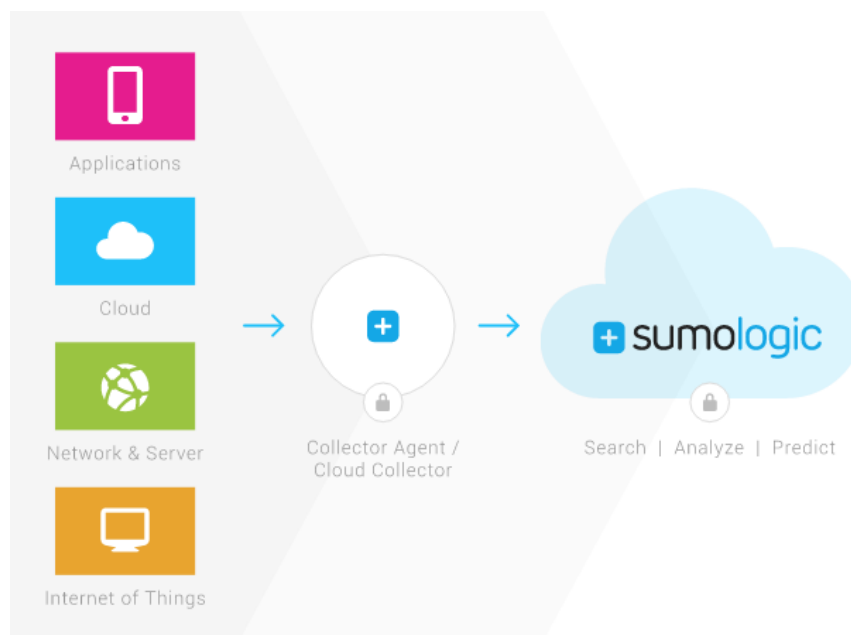 Applications
Cloud
Network & Server
Internet of Things
Collector Agent /
Cloud Collector
sumologic
Search | Analyze | Predict